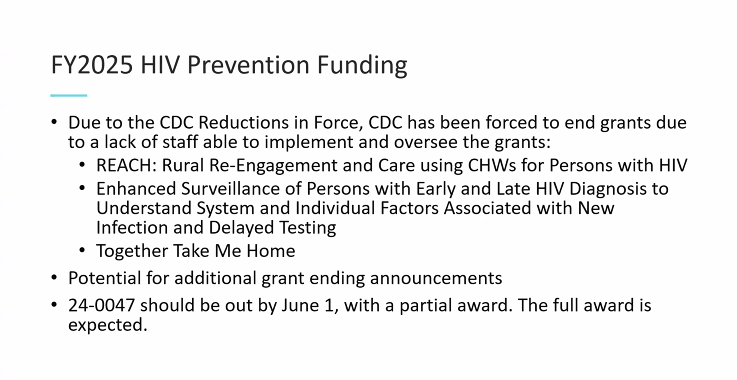 FY2025 HIV Prevention Funding
• Due to the CDC Reductions in Force, CDC has been forced to end grants due
to a lack of staff able to implement and oversee the grants:
• REACH: Rural Re-Engagement and Care using CHWs for Persons with HIV
• Enhanced Surveillance of Persons with Early and Late HIV Diagnosis to
Understand System and Individual Factors Associated with New
Infection and Delayed Testing
• Together Take Me Home
• Potential for additional grant ending announcements
• 24-0047 should be out by June 1, with a partial award. The full award is
expected.